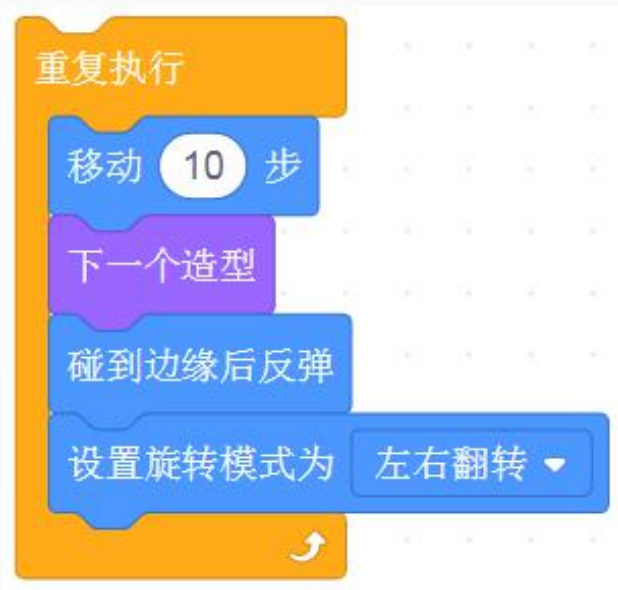 重复执行
移动 10 步
下一个造型
碰到边缘后反弹
设置旋转模式为 左右翻转